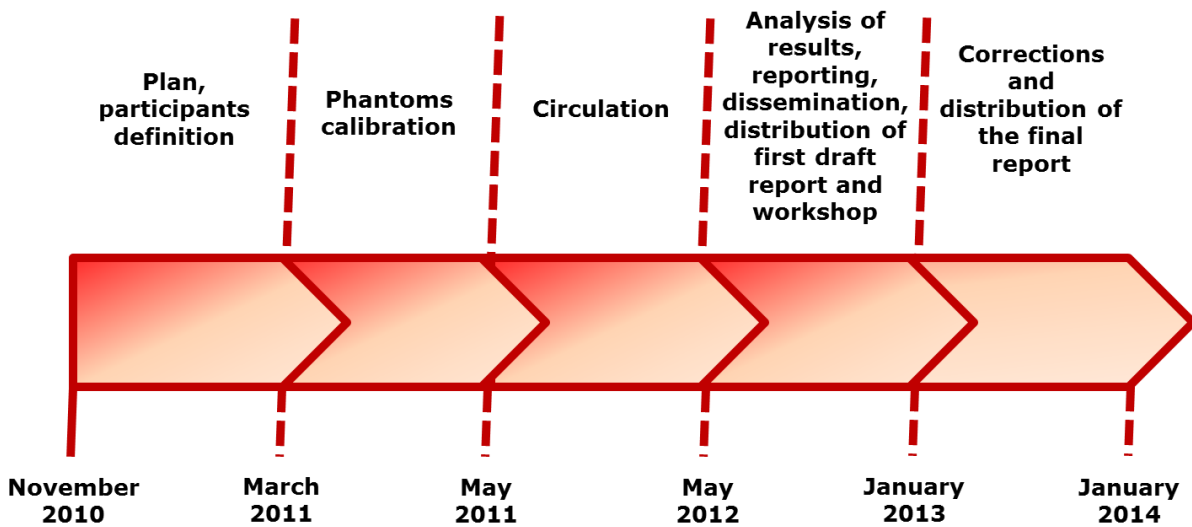 Plan,
participants
definition
Phantoms
calibration
Circulation
Analysis of
results,
reporting,
dissemination,
distribution of
first draft
report and
workshop
Corrections
and
distribution of
the final
report
November
2010
March
2011
May
2011
May
2012
January
2013
January
2014